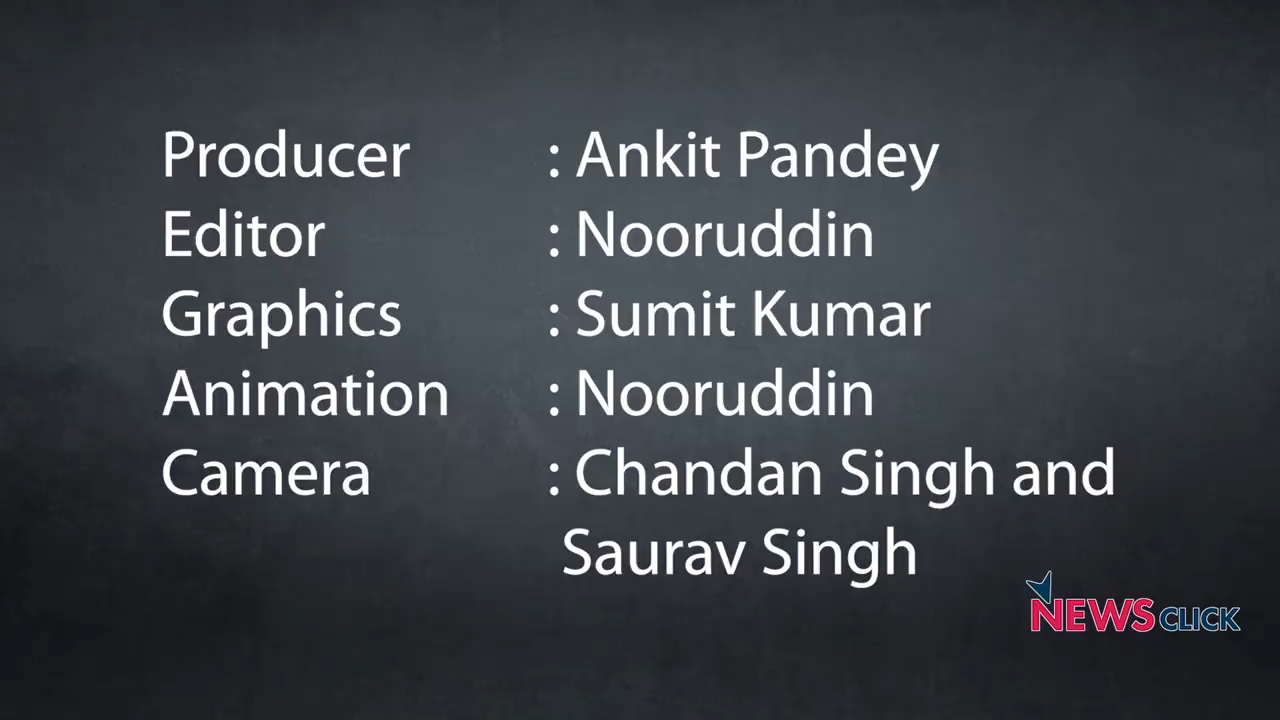 Producer : Ankit Pandey
Editor : Nooruddin
Graphics : Sumit Kumar
Animation : Nooruddin
Camera : Chandan Singh and
Saurav Singh
NEWSCLICK